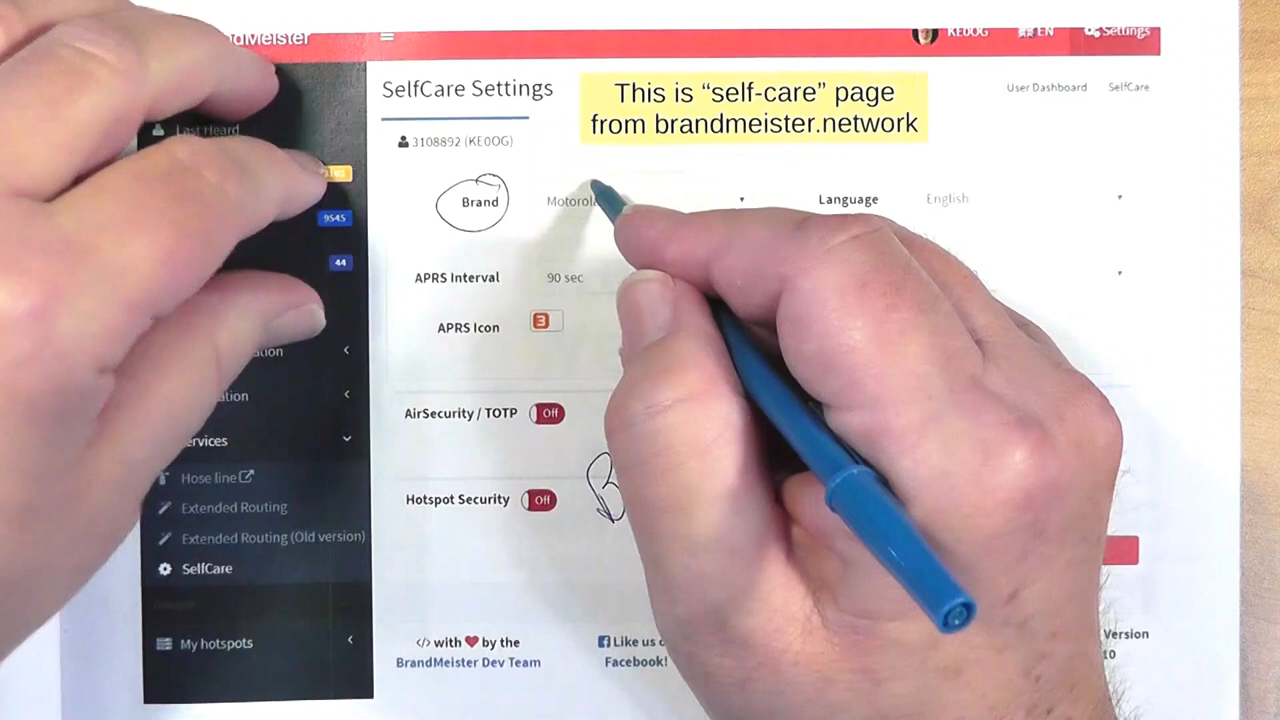 BrandMeister
KE0OG
EN
Settings
SelfCare Settings
This is “self-care” page
from brandmeister.network
User Dashboard
SelfCare
Last Heard
3108892 (KE0OG)
Brand
Language
English
9545
44
APRS Interval
90 sec
APRS Icon
3
AirSecurity / TOTP
Off
Hotspot Security
Off
B
Hose line
Extended Routing
Extended Routing (Old version)
SelfCare
My hotspots
</> with ❤ by the
BrandMeister Dev Team
Like us
Facebook!
Version
10